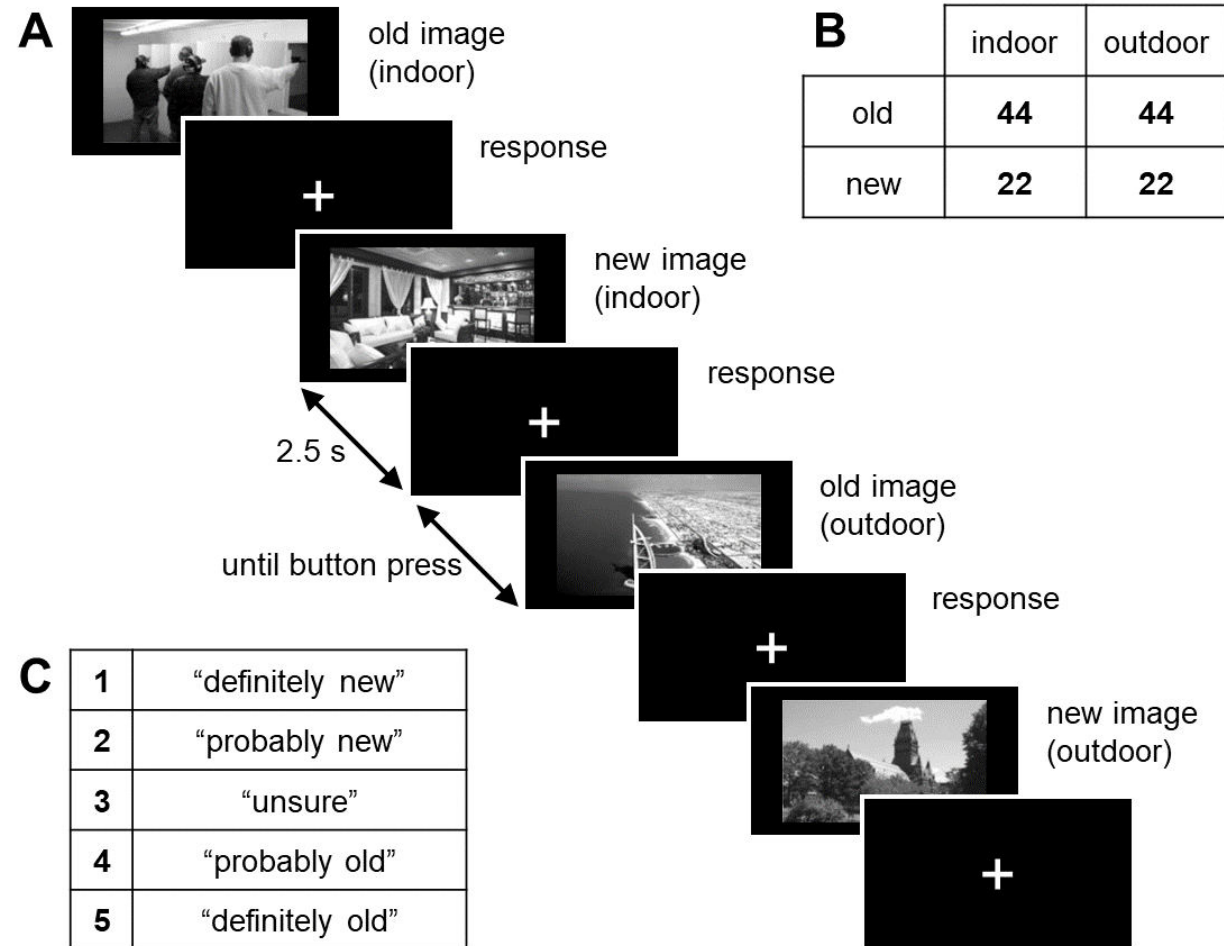 A
old image
(indoor)
response
new image
(indoor)
response
2.5 s
old image
(outdoor)
until button press
response
new image
(outdoor)
B
indoor outdoor
old 44 44
new 22 22
C
1 “definitely new”
2 “probably new”
3 “unsure”
4 “probably old”
5 “definitely old”